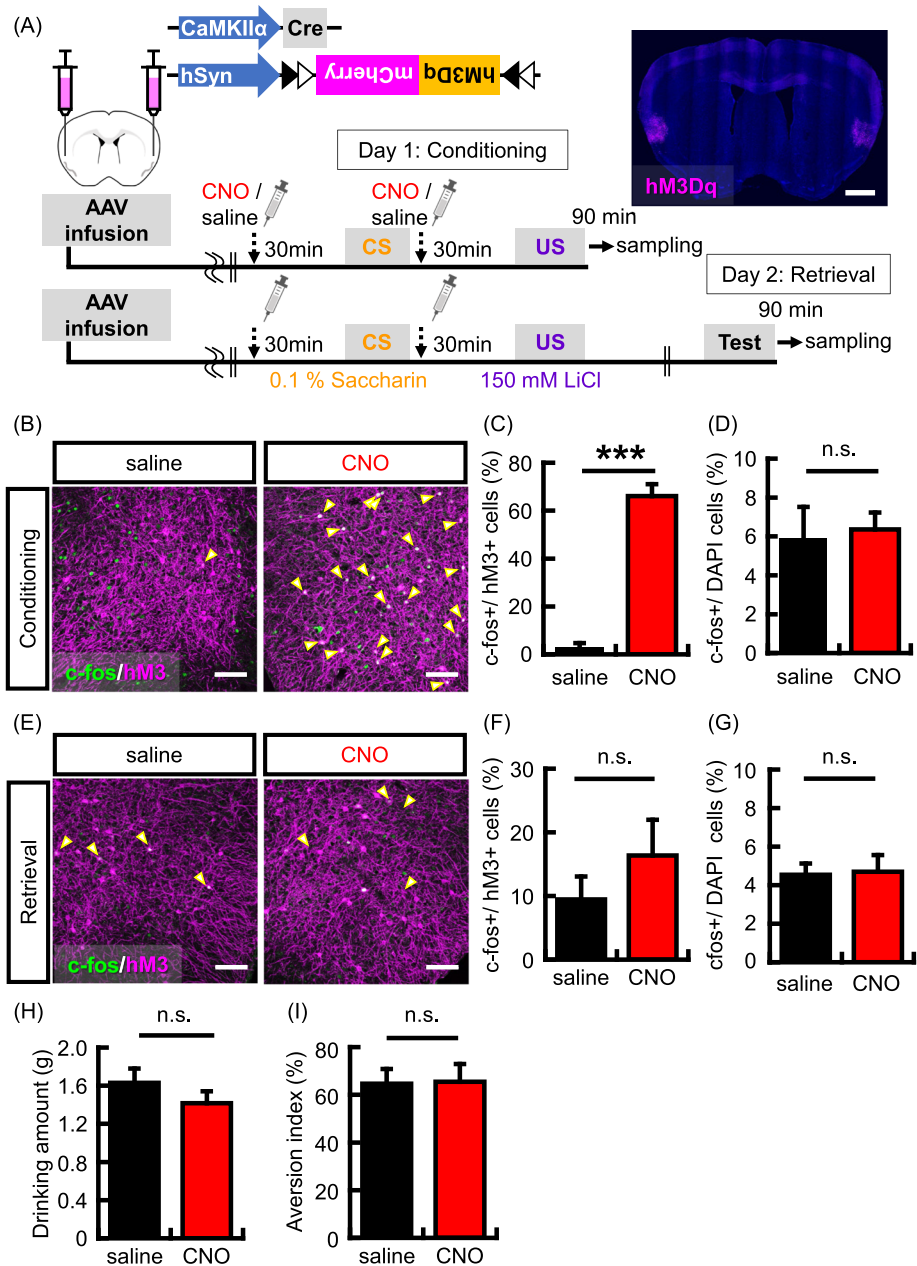 (A)
CaMKIIα
Cre
hSyn
mCherry
hM3Dq
hM3Dq
Day 1: Conditioning
AAV
infusion
CNO /
saline
30min
CS
CNO /
saline
30min
US
90 min
sampling
Day 2: Retrieval
AAV
infusion
30min
CS
30min
US
90 min
Test
sampling
0.1 % Saccharin
150 mM LiCl
(B)
saline
CNO
Conditioning
c-fos/hM3
(C)
c-fos+/ hM3+ cells (%)
80
60
40
20
0
***
saline
CNO
(D)
c-fos+/ DAPI cells (%)
10
8
6
4
2
0
n.s.
saline
CNO
(E)
saline
CNO
Retrieval
c-fos/hM3
(F)
c-fos+/ hM3+ cells (%)
30
20
10
0
n.s.
saline
CNO
(G)
cfos+/ DAPI cells (%)
8
6
4
2
0
n.s.
saline
CNO
(H)
Drinking amount (g)
2.0
1.6
1.2
0.8
0.4
0
n.s.
saline
CNO
(I)
Aversion index (%)
80
60
40
20
0
n.s.
saline
CNO